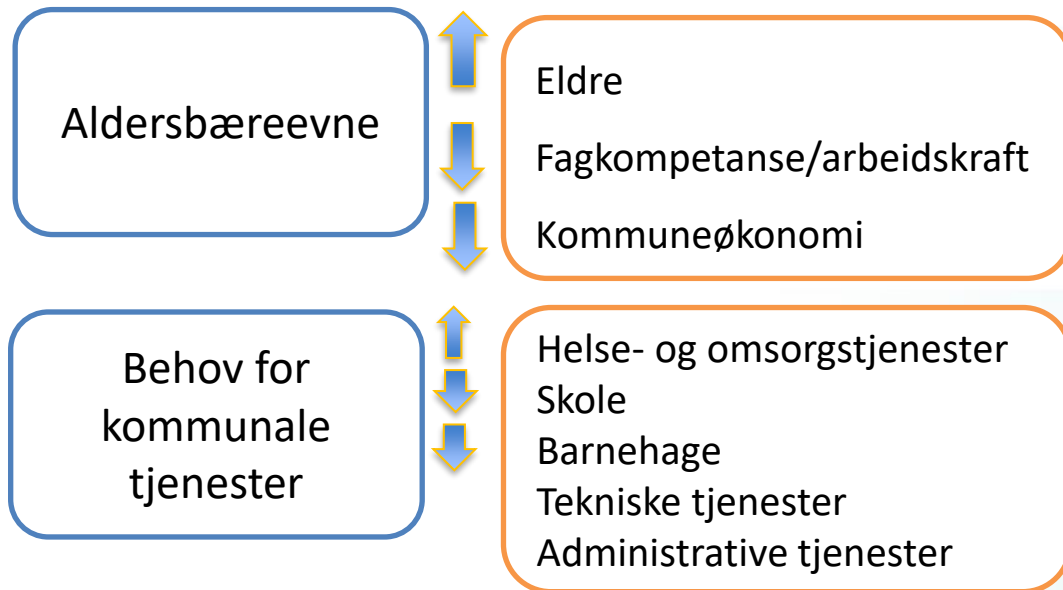 Aldersbæreevne
Eldre
Fagkompetanse/arbeidskraft
Kommuneøkonomi
Behov for
kommunale
tjenester
Helse- og omsorgstjenester
Skole
Barnehage
Tekniske tjenester
Administrative tjenester